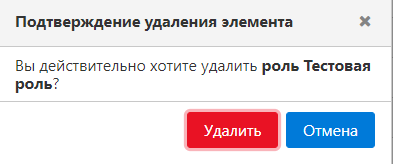 Подтверждение удаления элемента
Вы действительно хотите удалить роль Тестовая
роль?
Удалить
Отмена